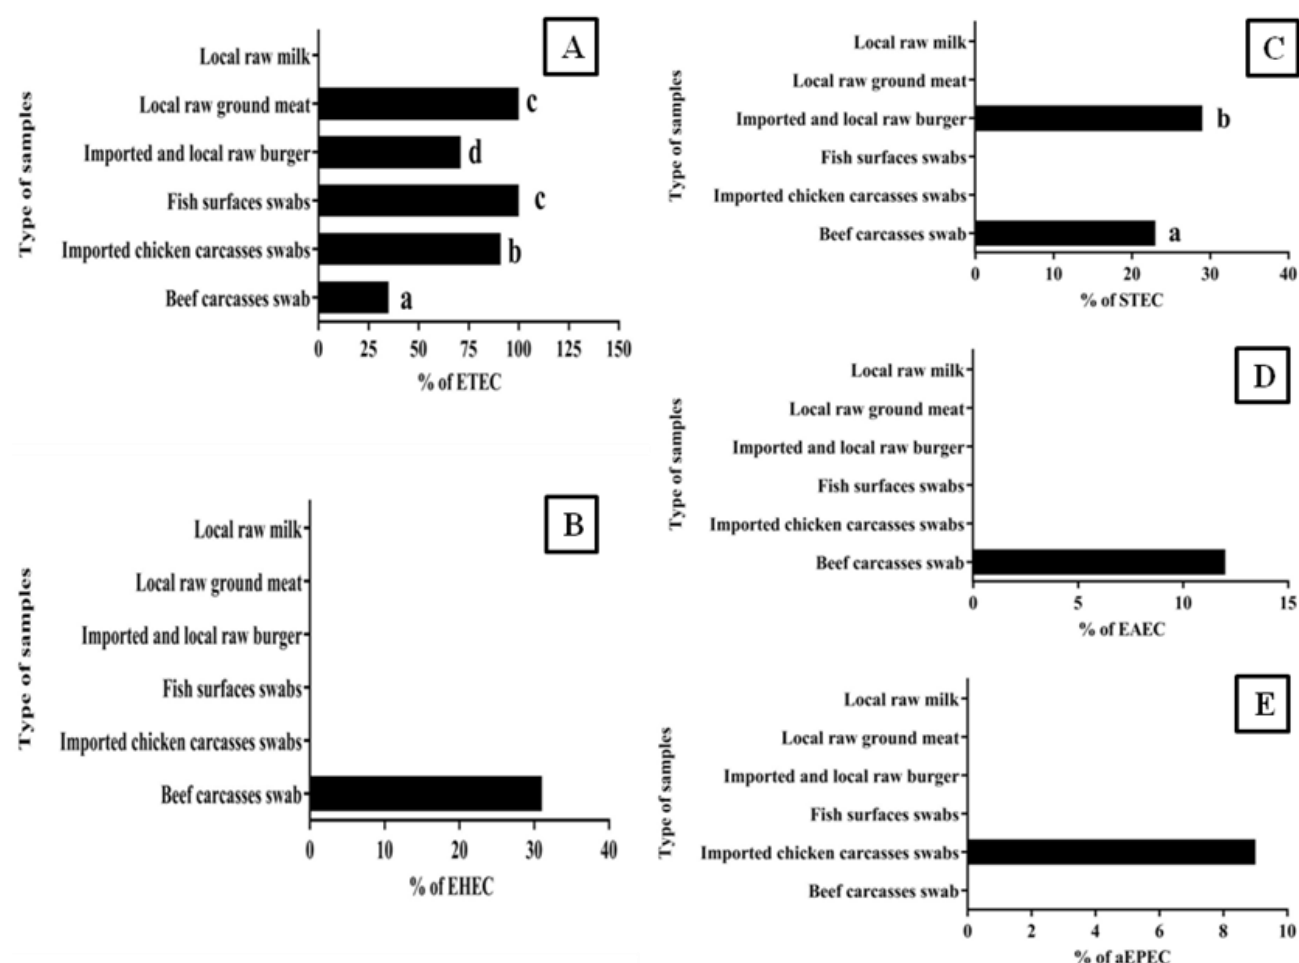 A
Type of samples
Local raw milk
Local raw ground meat
c
Imported and local raw burger
d
Fish surfaces swabs
c
Imported chicken carcasses swabs
b
Beef carcasses swab
a
0 25 50 75 100 125 150
% of ETEC
B
Type of samples
Local raw milk
Local raw ground meat
Imported and local raw burger
Fish surfaces swabs
Imported chicken carcasses swabs
Beef carcasses swab
0 10 20 30 40
% of EHEC
C
Type of samples
Local raw milk
Local raw ground meat
Imported and local raw burger
b
Fish surfaces swabs
Imported chicken carcasses swabs
Beef carcasses swab
a
0 10 20 30 40
% of STEC
D
Type of samples
Local raw milk
Local raw ground meat
Imported and local raw burger
Fish surfaces swabs
Imported chicken carcasses swabs
Beef carcasses swab
0 5 10 15
% of EAEC
E
Type of samples
Local raw milk
Local raw ground meat
Imported and local raw burger
Fish surfaces swabs
Imported chicken carcasses swabs
Beef carcasses swab
0 2 4 6 8 10
% of aEPEC